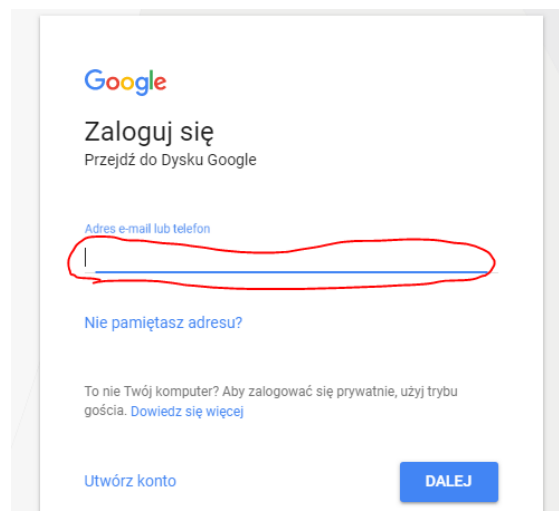 Google
Zaloguj się
Przejdź do Dysku Google
Adres e-mail lub telefon
Nie pamiętasz adresu?
To nie Twój komputer? Aby zalogować się prywatnie, użyj trybu
gościa. Dowiedz się więcej
Utwórz konto
DALEJ